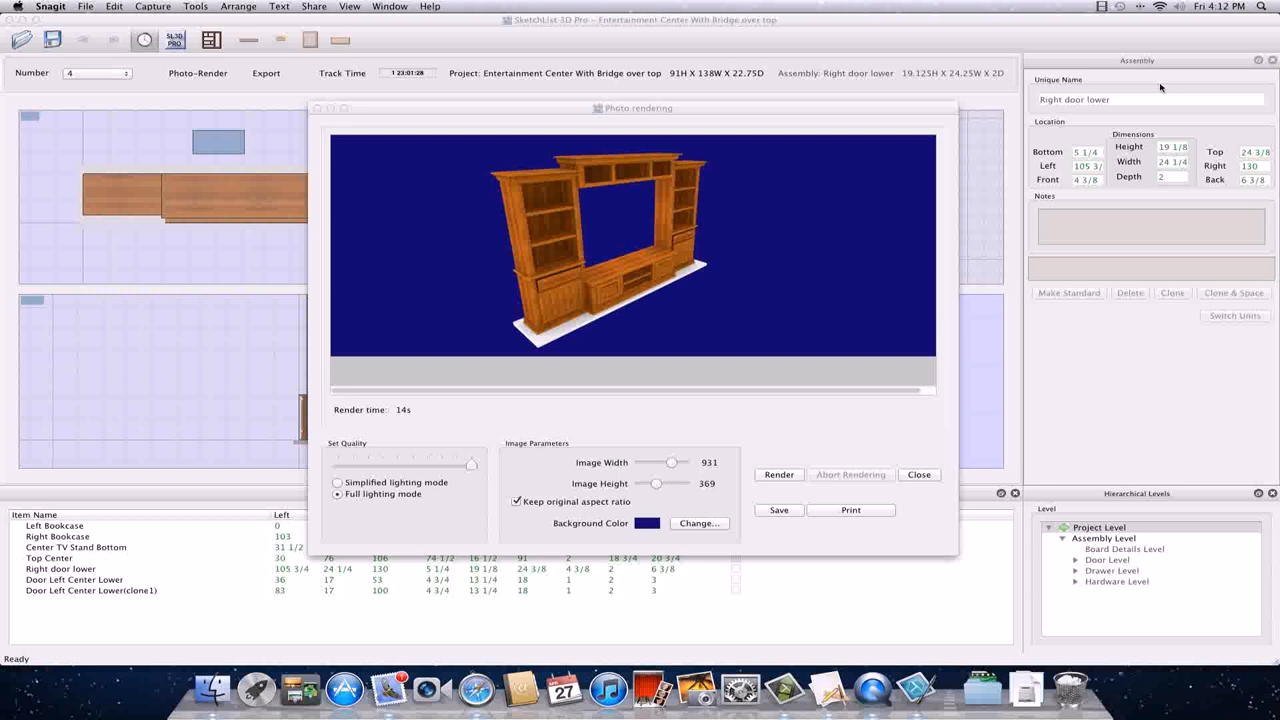 Snagit File Edit Capture Tools Arrange Text Share View Window Help Fri 4:12 PM
SketchList 3D Pro - Entertainment Center With Bridge over top
SL3D
PRO
Number 4 Photo-Render Export Track Time 1 23:01:28 Project: Entertainment Center With Bridge over top 91H X 138W X 22.75D Assembly: Right door lower 19.125H X 24.25W X 2D
Assembly
Unique Name
Right door lower
Location
Dimensions
Bottom 5 1/4 Height 19 1/8 Top 24 3/8
Left 105 3/ Width 24 1/4 Right 130
Front 4 3/8 Depth 2 Back 6 3/8
Notes
Make Standard Delete Clone Clone & Space
Switch Units
Photo rendering
Render time: 14s
Set Quality
Simplified lighting mode
Full lighting mode
Image Parameters
Image Width 931
Image Height 369
Keep original aspect ratio
Background Color Change...
Render Abort Rendering Close
Save Print
Item Name Left
Left Bookcase 0
Right Bookcase 103
Center TV Stand Bottom 31 1/2
Top Center 30 76 106 74 1/2 16 1/2 91 2 18 3/4 20 3/4
Right door lower 105 3/4 24 1/4 130 5 1/4 19 1/8 24 3/8 4 3/8 2 6 3/8
Door Left Center Lower 36 17 53 4 3/4 13 1/4 18 1 2 3
Door Left Center Lower(clone1) 83 17 100 4 3/4 13 1/4 18 1 2 3
Hierarchical Levels
Level
Project Level
Assembly Level
Board Details Level
Door Level
Drawer Level
Hardware Level
Ready
27